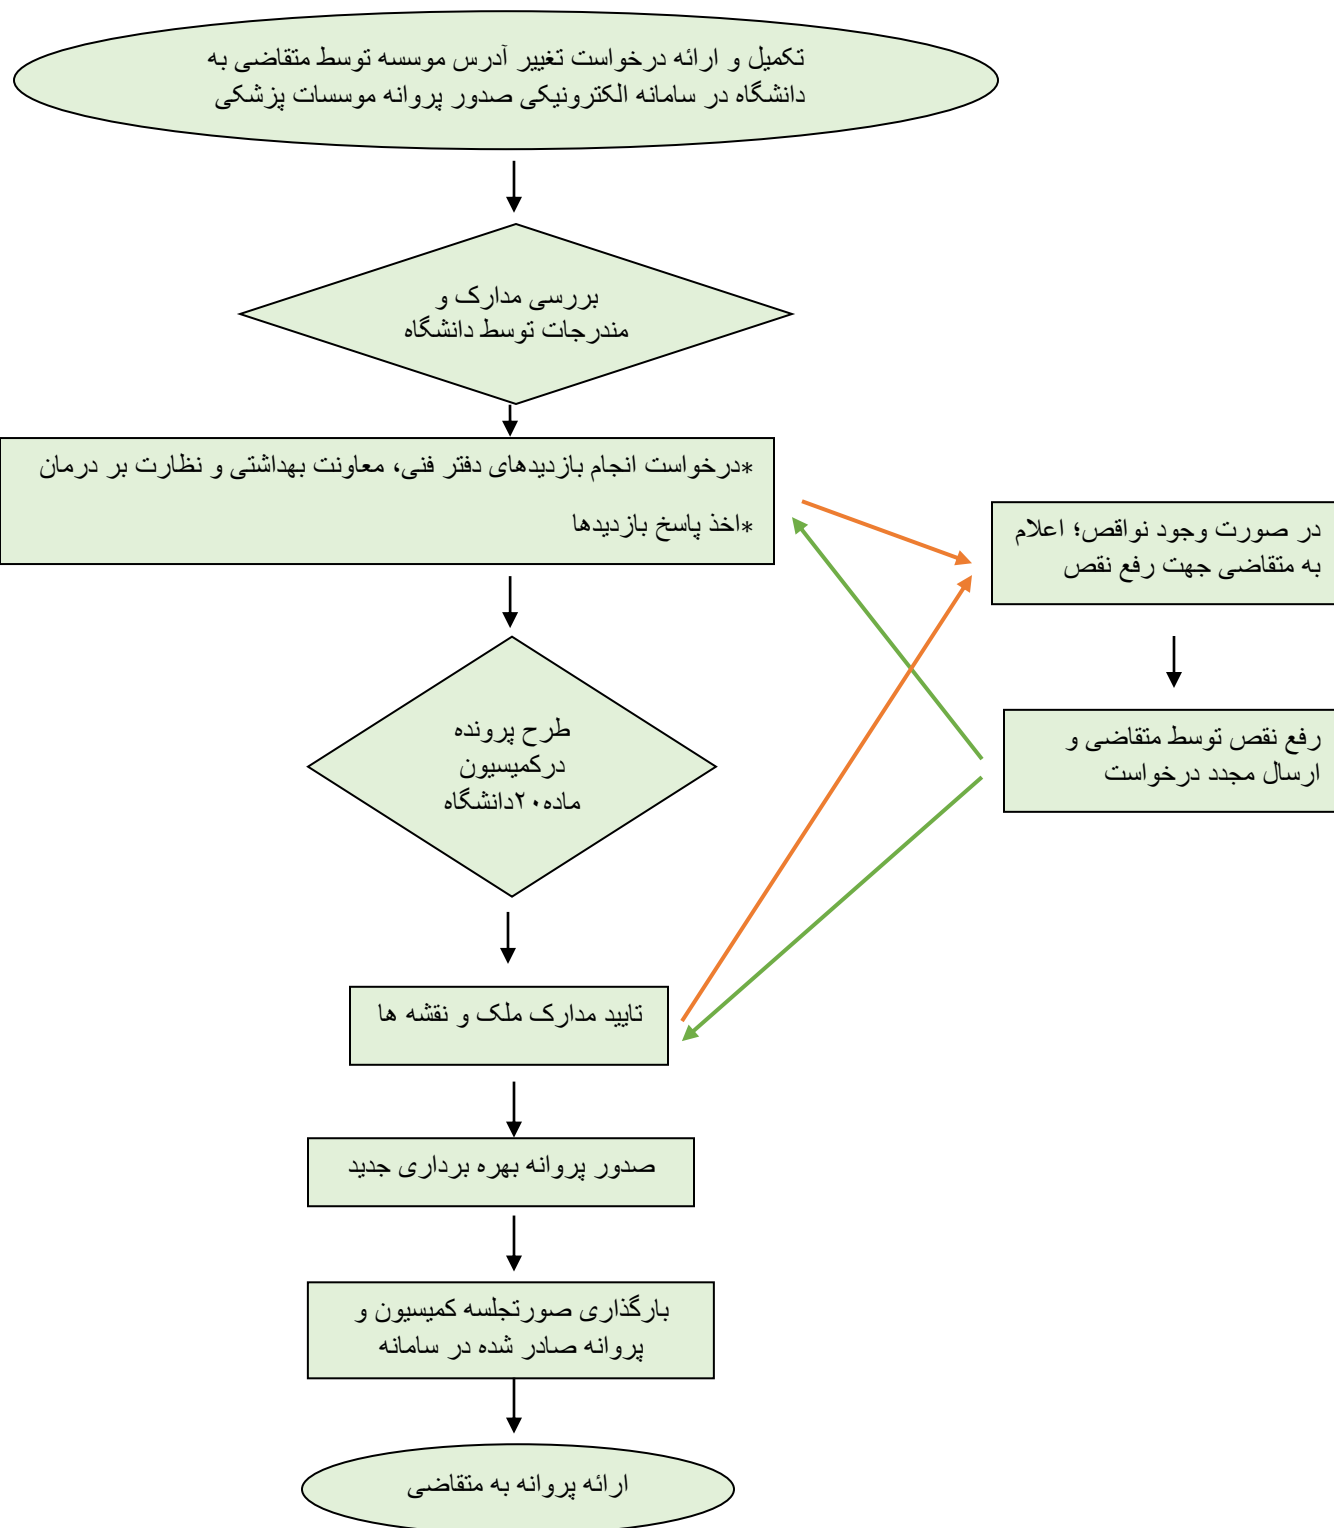 تکمیل و ارائه درخواست تغییر آدرس موسسه توسط متقاضی به
دانشگاه در سامانه الکترونیکی صدور پروانه موسسات پزشکی
بررسی مدارک و
مندرجات توسط دانشگاه
*درخواست انجام بازدیدهای دفتر فنی، معاونت بهداشتی و نظارت بر درمان
*اخذ پاسخ بازدیدها
در صورت وجود نواقص؛ اعلام
به متقاضی جهت رفع نقص
رفع نقص توسط متقاضی و
ارسال مجدد درخواست
طرح پرونده
درکمیسیون
ماده۲۰دانشگاه
تایید مدارک ملک و نقشه ها
صدور پروانه بهره برداری جدید
بارگذاری صورتجلسه کمیسیون و
پروانه صادر شده در سامانه
ارائه پروانه به متقاضی